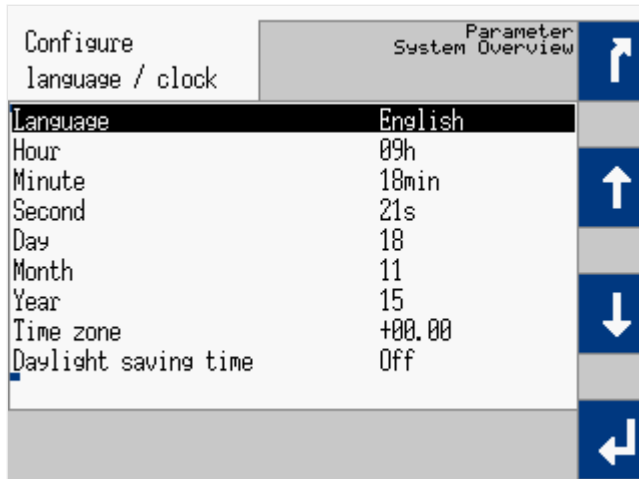 Configure
language / clock
Parameter
System Overview
Language English
Hour 09h
Minute 18min
Second 21s
Day 18
Month 11
Year 15
Time zone +00.00
Daylight saving time Off